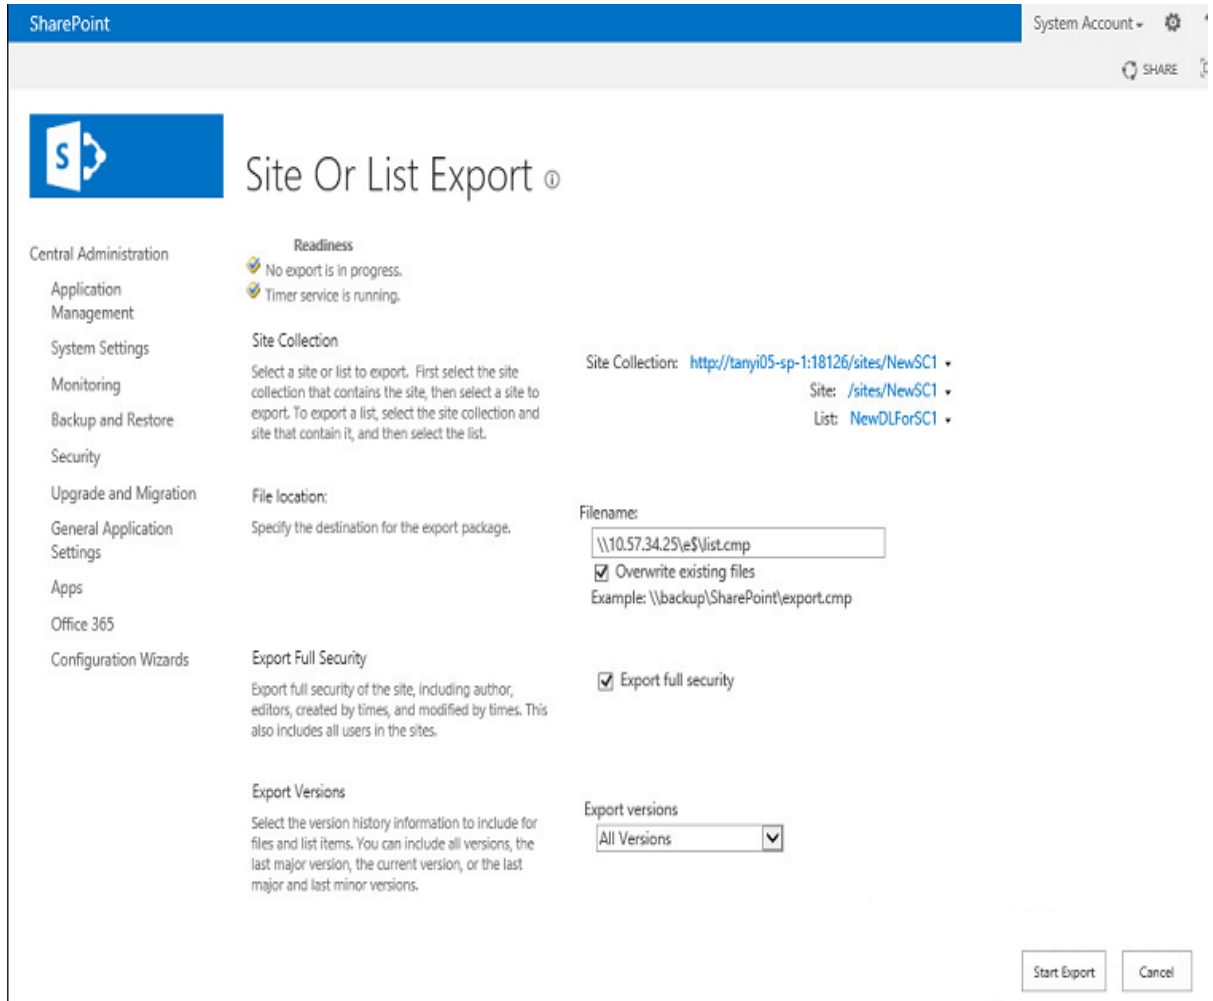 SharePoint
System Account
SHARE
S
Site Or List Export
Central Administration
Application
Management
System Settings
Monitoring
Backup and Restore
Security
Upgrade and Migration
General Application
Settings
Apps
Office 365
Configuration Wizards
Readiness
No export is in progress.
Timer service is running.
Site Collection
Select a site or list to export. First select the site
collection that contains the site, then select a site to
export. To export a list, select the site collection and
site that contain it, and then select the list.
Site Collection: http://tanyi05-sp-1:18126/sites/NewSC1
Site: /sites/NewSC1
List: NewDLForSC1
File location:
Specify the destination for the export package.
Filename:
\\10.57.34.25\e$\list.cmp
Overwrite existing files
Example: \\backup\SharePoint\export.cmp
Export Full Security
Export full security of the site, including author,
editors, created by times, and modified by times. This
also includes all users in the sites.
Export full security
Export Versions
Select the version history information to include for
files and list items. You can include all versions, the
last major version, the current version, or the last
major and last minor versions.
Export versions
All Versions
Start Export
Cancel